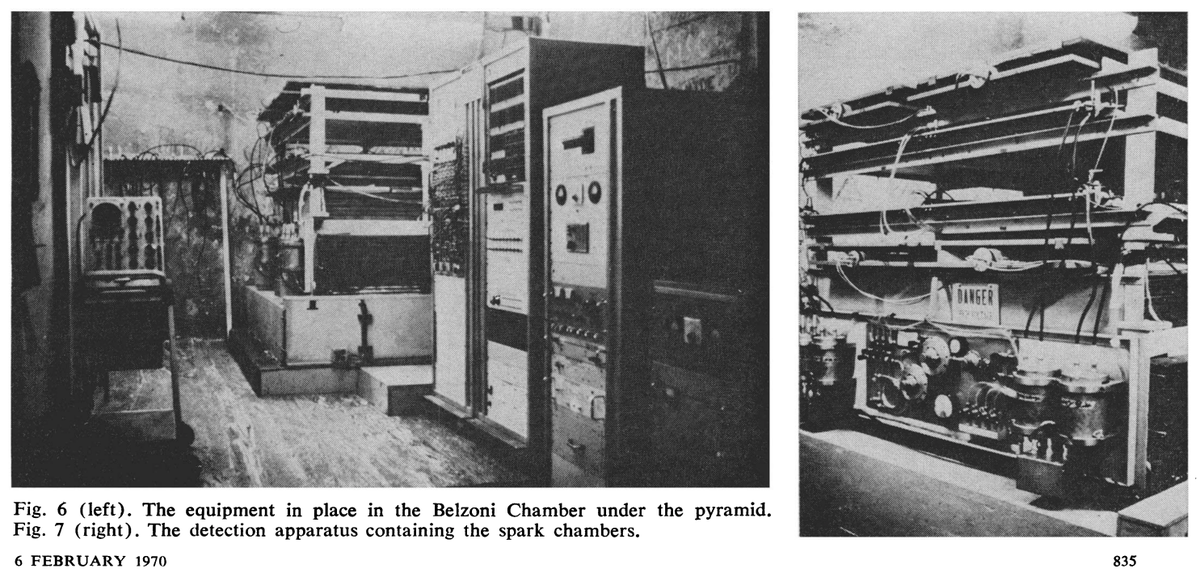 DANGER
Fig. 6 (left). The equipment in place in the Belzoni Chamber under the pyramid.
Fig. 7 (right). The detection apparatus containing the spark chambers.
6 FEBRUARY 1970
835